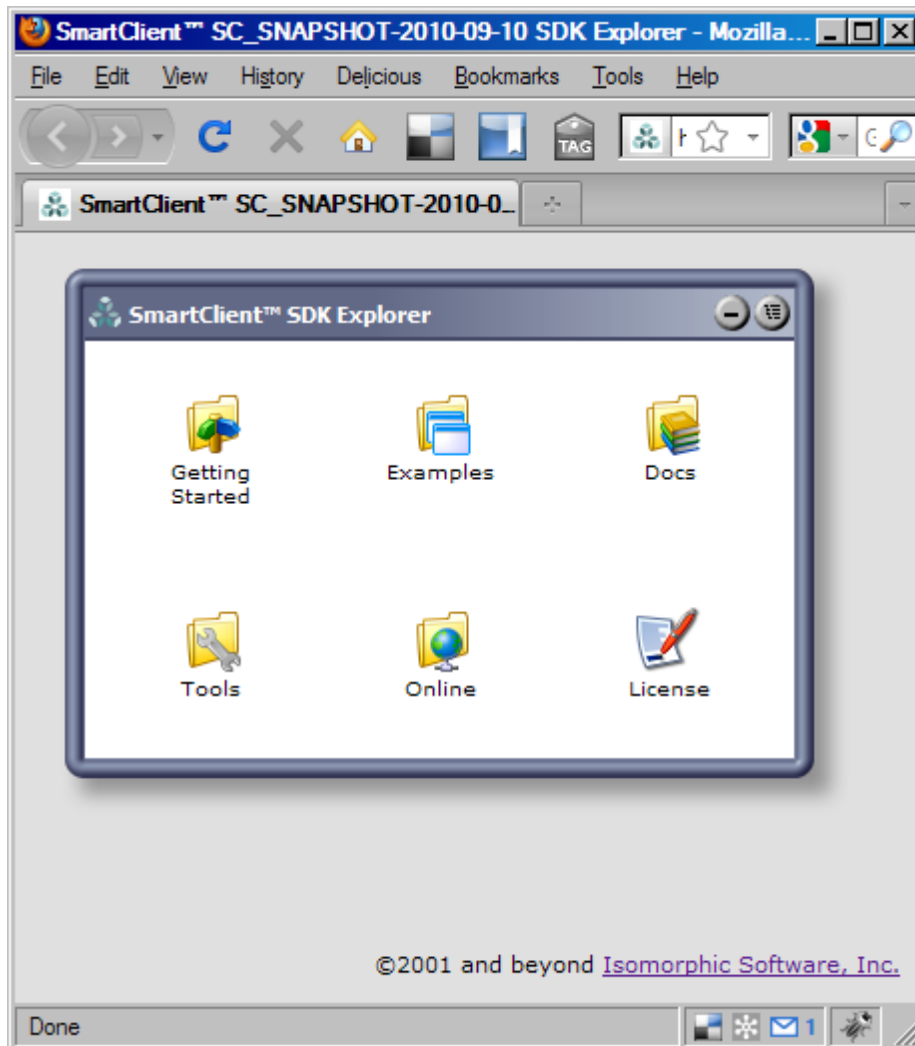 SmartClient™ SC_SNAPSHOT-2010-09-10 SDK Explorer - Mozilla...
File Edit View History Delicious Bookmarks Tools Help
TAG
SmartClient™ SC_SNAPSHOT-2010-0...
SmartClient™ SDK Explorer
Getting
Started
Examples
Docs
Tools
Online
License
©2001 and beyond Isomorphic Software, Inc.
Done
1